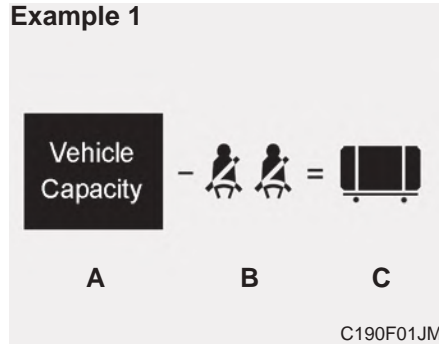 Example 1
Vehicle
Capacity
- =
A B C
C190F01JM